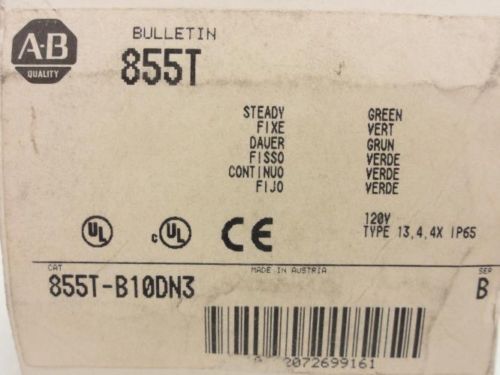 A-B
QUALITY
BULLETIN
855T
STEADY GREEN
FIXE VERT
DAUER GRUN
FISSO VERDE
CONTINUO VERDE
FIJO VERDE
120V
TYPE 13,4,4X IP65
UL
c UL
CE
CAT
MADE IN AUSTRIA
SER
855T-B10DN3
B
2072699161